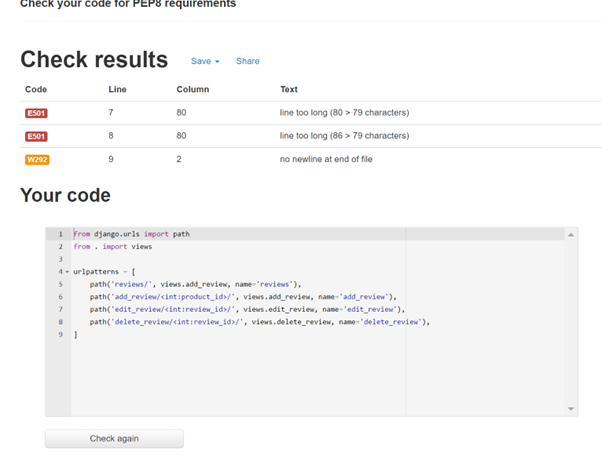 Check your code for PEP8 requirements
Check results Save Share
Code Line Column Text
E501 7 80 line too long (80 > 79 characters)
E501 8 80 line too long (86 > 79 characters)
W292 9 2 no newline at end of file
Your code
1 from django.urls import path
2 from . import views
3
4 urlpatterns = [
5 path('reviews/', views.add_review, name='reviews'),
6 path('add_review/<int:product_id>/', views.add_review, name='add_review'),
7 path('edit_review/<int:review_id>/', views.edit_review, name='edit_review'),
8 path('delete_review/<int:review_id>/', views.delete_review, name='delete_review'),
9 ]
Check again